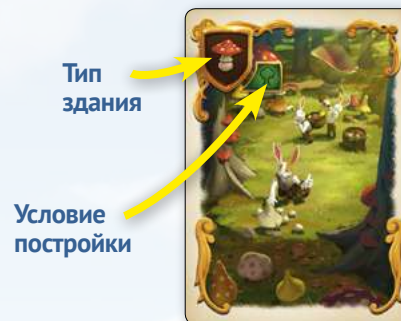 Тип
здания
Условие
постройки